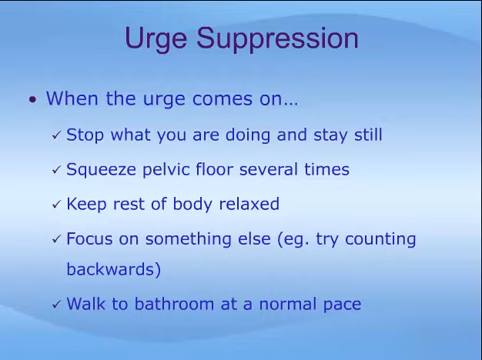 Urge Suppression
• When the urge comes on…
✓ Stop what you are doing and stay still
✓ Squeeze pelvic floor several times
✓ Keep rest of body relaxed
✓ Focus on something else (eg. try counting
backwards)
✓ Walk to bathroom at a normal pace